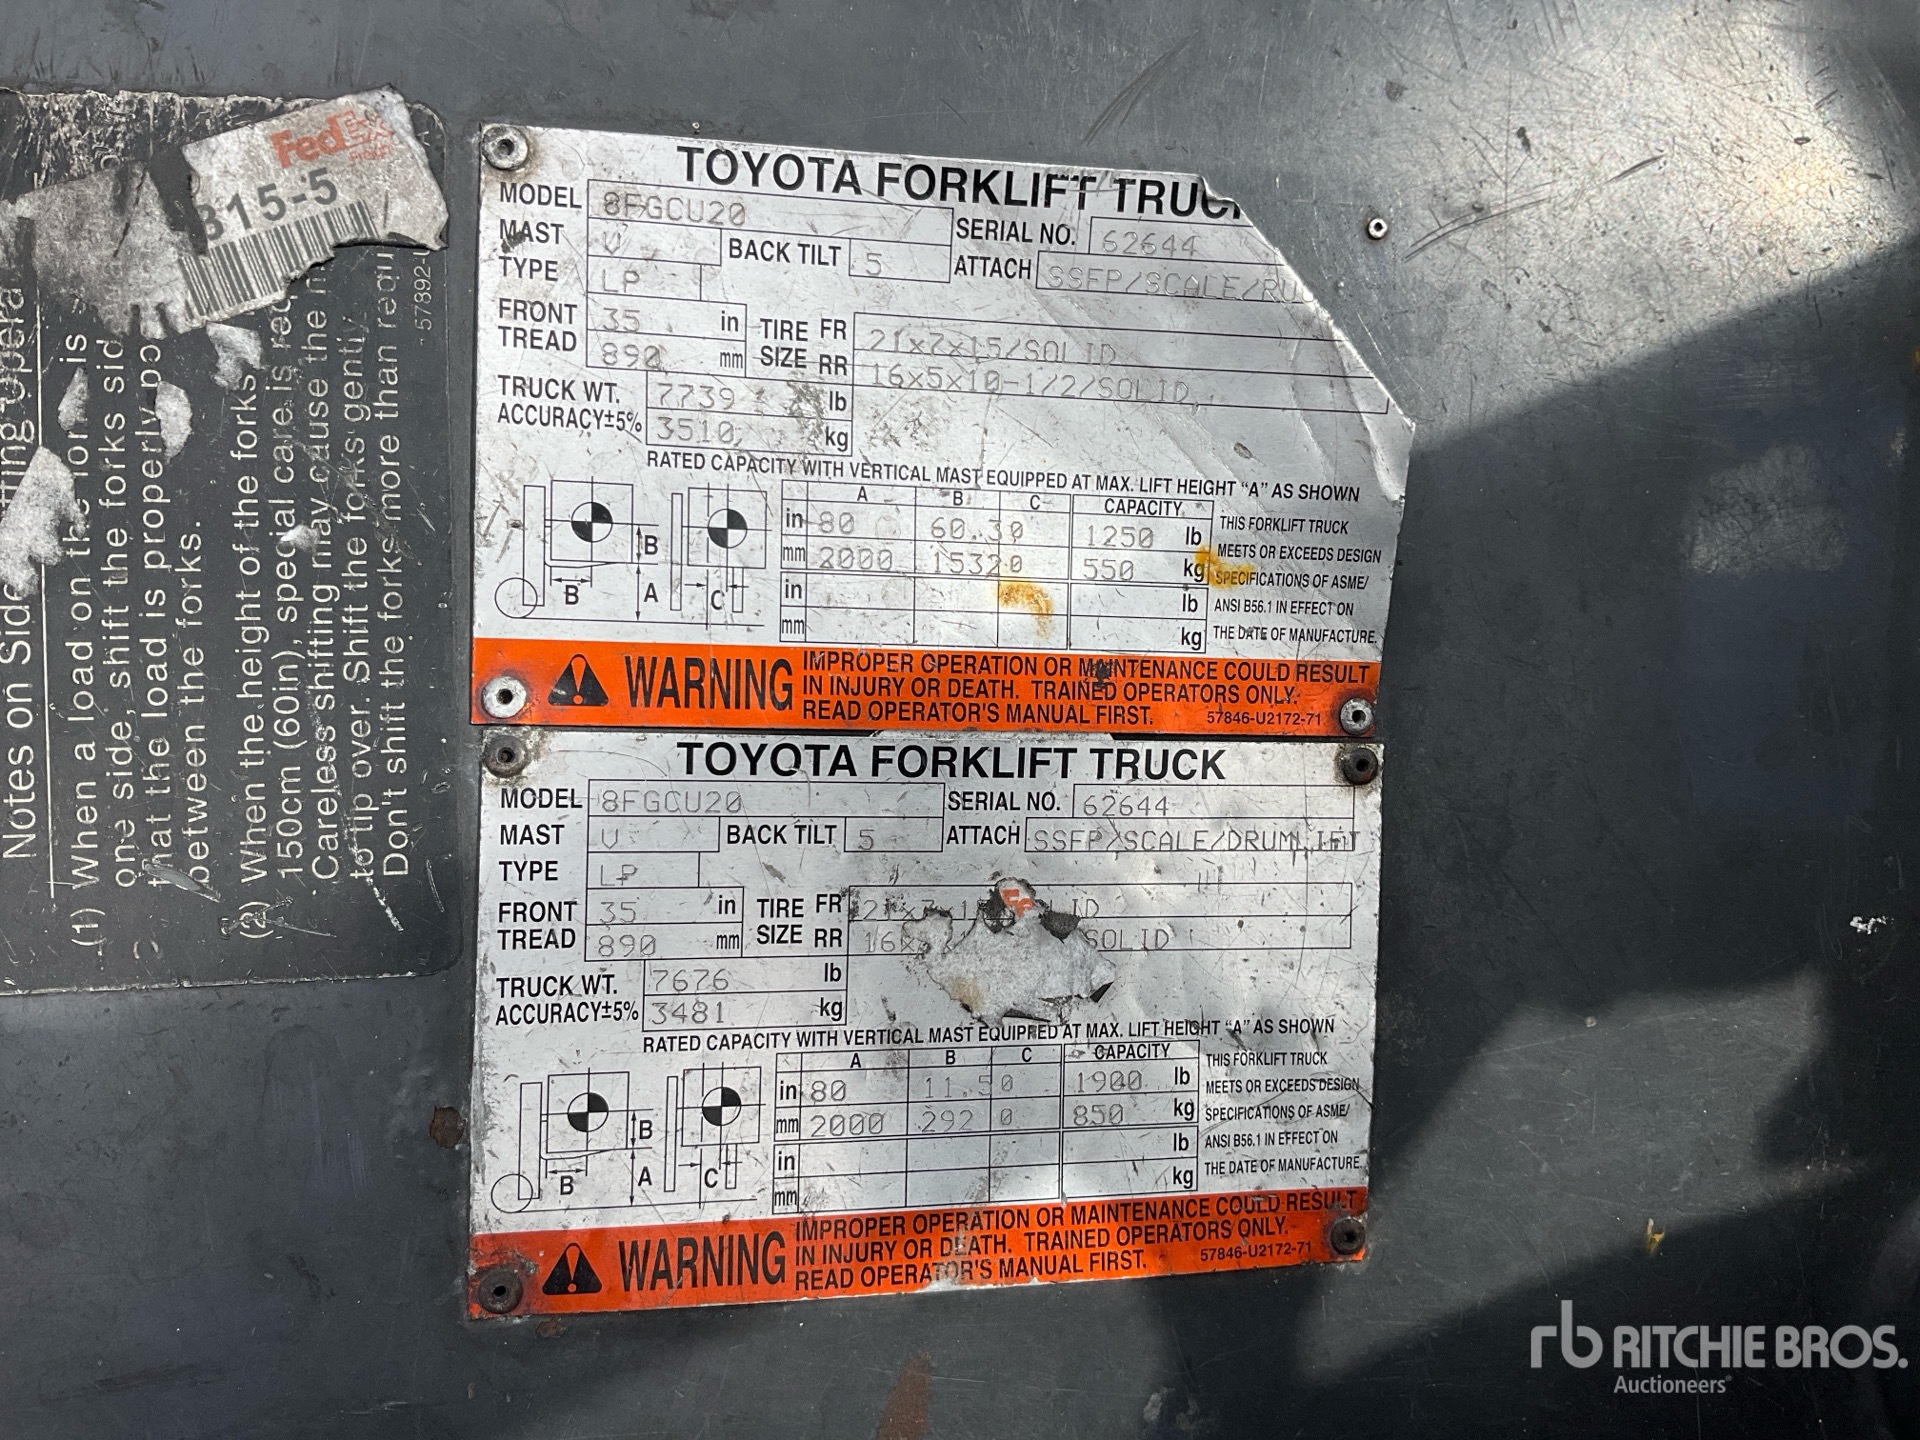 FedEx
Freight
815-5
Notes on Side
(1) When a load on the fork is
one side, shift the forks sid
that the load is properly po
between the forks.
(2) When the height of the forks
150cm (60in), special care is req
Careless shifting may cause the
to tip over. Shift the forks gently.
Don't shift the forks more than requ
57892-U
TOYOTA FORKLIFT TRUC
MODEL 8FGCU20 SERIAL NO. 62644
MAST V BACK TILT 5 ATTACH SSFP/SCALE/
TYPE LP
FRONT TREAD 35 in 890 mm
TIRE SIZE FR 21x7x15/SOLID
RR 16x5x10-1/2/SOLID
TRUCK WT. 7739 lb
ACCURACY±5% 3510 kg
RATED CAPACITY WITH VERTICAL MAST EQUIPPED AT MAX. LIFT HEIGHT "A" AS SHOWN
A B C CAPACITY
in 80 60.3 0 1250 lb
mm 2000 1532 0 550 kg
in lb
mm kg
B B A C
THIS FORKLIFT TRUCK
MEETS OR EXCEEDS DESIGN
SPECIFICATIONS OF ASME/
ANSI B56.1 IN EFFECT ON
THE DATE OF MANUFACTURE.
WARNING
IMPROPER OPERATION OR MAINTENANCE COULD RESULT
IN INJURY OR DEATH. TRAINED OPERATORS ONLY.
READ OPERATOR'S MANUAL FIRST. 57846-U2172-71
TOYOTA FORKLIFT TRUCK
MODEL 8FGCU20 SERIAL NO. 62644
MAST V BACK TILT 5 ATTACH SSFP/SCALE/DRUM LIFT
TYPE LP
FRONT TREAD 35 in 890 mm
TIRE SIZE FR 21x7x15 LID
RR 16x SOLID
TRUCK WT. 7676 lb
ACCURACY±5% 3481 kg
RATED CAPACITY WITH VERTICAL MAST EQUIPPED AT MAX. LIFT HEIGHT "A" AS SHOWN
A B C CAPACITY
in 80 11.5 0 1900 lb
mm 2000 292 0 850 kg
in lb
mm kg
B B A C
THIS FORKLIFT TRUCK
MEETS OR EXCEEDS DESIGN
SPECIFICATIONS OF ASME/
ANSI B56.1 IN EFFECT ON
THE DATE OF MANUFACTURE.
WARNING
IMPROPER OPERATION OR MAINTENANCE COULD RESULT
IN INJURY OR DEATH. TRAINED OPERATORS ONLY.
READ OPERATOR'S MANUAL FIRST. 57846-U2172-71
rb RITCHIE BROS.
Auctioneers